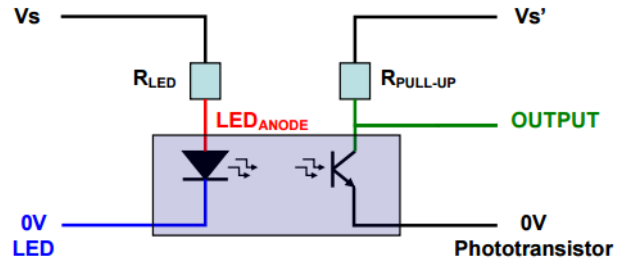 Vs
Vs’
RLED
RPULL-UP
LEDANODE
OUTPUT
0V
LED
0V
Phototransistor